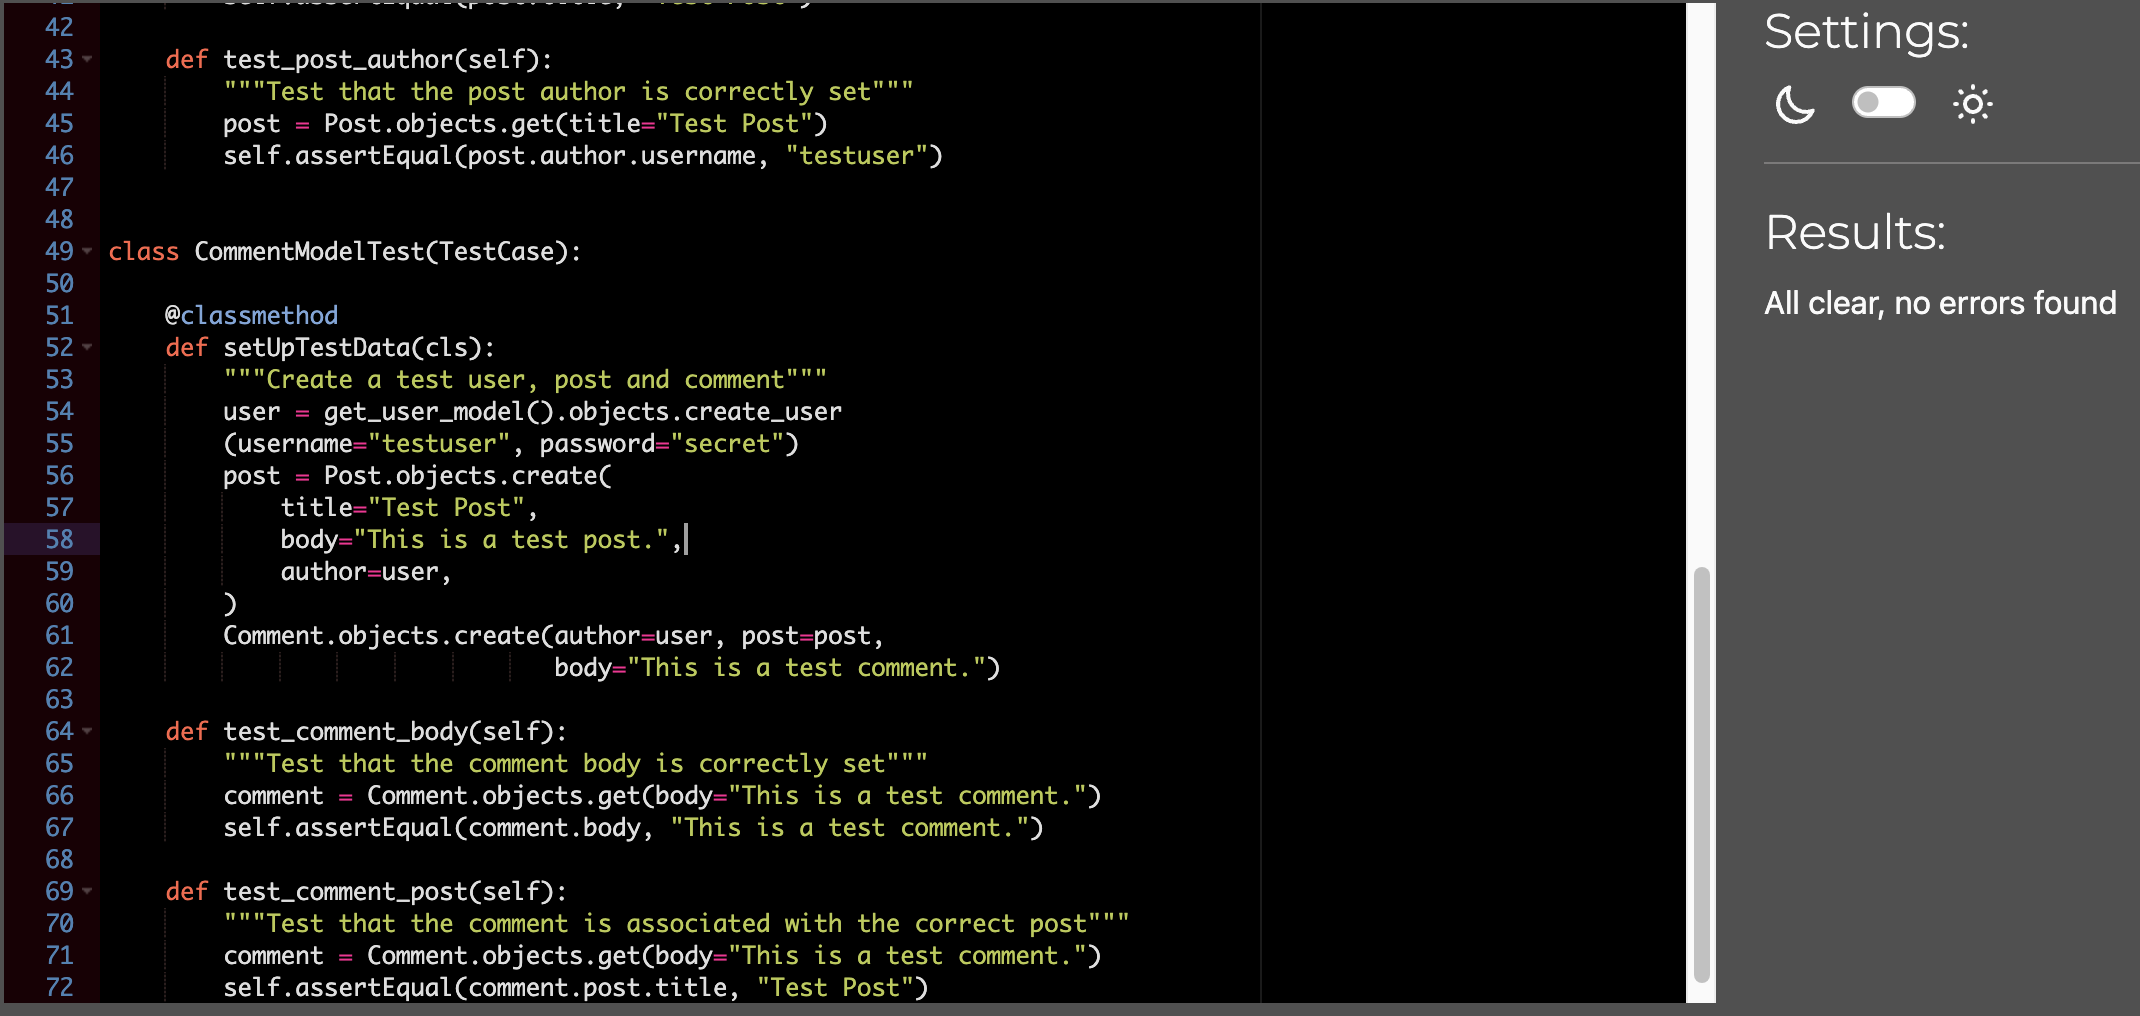 42
43 def test_post_author(self):
44 """Test that the post author is correctly set"""
45 post = Post.objects.get(title="Test Post")
46 self.assertEqual(post.author.username, "testuser")
47
48
49 class CommentModelTest(TestCase):
50
51 @classmethod
52 def setUpTestData(cls):
53 """Create a test user, post and comment"""
54 user = get_user_model().objects.create_user
55 (username="testuser", password="secret")
56 post = Post.objects.create(
57 title="Test Post",
58 body="This is a test post.",
59 author=user,
60 )
61 Comment.objects.create(author=user, post=post,
62 body="This is a test comment.")
63
64 def test_comment_body(self):
65 """Test that the comment body is correctly set"""
66 comment = Comment.objects.get(body="This is a test comment.")
67 self.assertEqual(comment.body, "This is a test comment.")
68
69 def test_comment_post(self):
70 """Test that the comment is associated with the correct post"""
71 comment = Comment.objects.get(body="This is a test comment.")
72 self.assertEqual(comment.post.title, "Test Post")
Settings:
Results:
All clear, no errors found